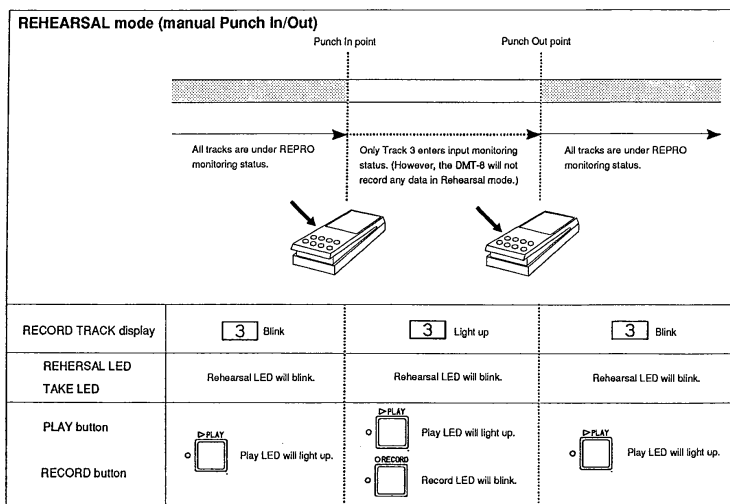 REHEARSAL mode (manual Punch In/Out)
Punch In point
Punch Out point
All tracks are under REPRO
monitoring status.
Only Track 3 enters input monitoring
status. (However, the DMT-8 will not
record any data in Rehearsal mode.)
All tracks are under REPRO
monitoring status.
RECORD TRACK display
3 Blink
3 Light up
3 Blink
REHERSAL LED
TAKE LED
Rehearsal LED will blink.
Rehearsal LED will blink.
Rehearsal LED will blink.
PLAY button
RECORD button
▷PLAY
Play LED will light up.
▷PLAY
Play LED will light up.
○RECORD
Record LED will blink.
▷PLAY
Play LED will light up.